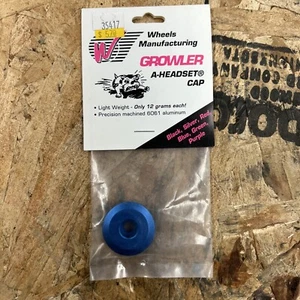 35417
Wheels
Manufacturing
GROWLER
A-HEADSET®
CAP
• Light Weight - Only 12 grams each!
• Precision machined 6061 aluminum.
Black, Silver, Red,
Blue, Green,
Purple
COMPANY